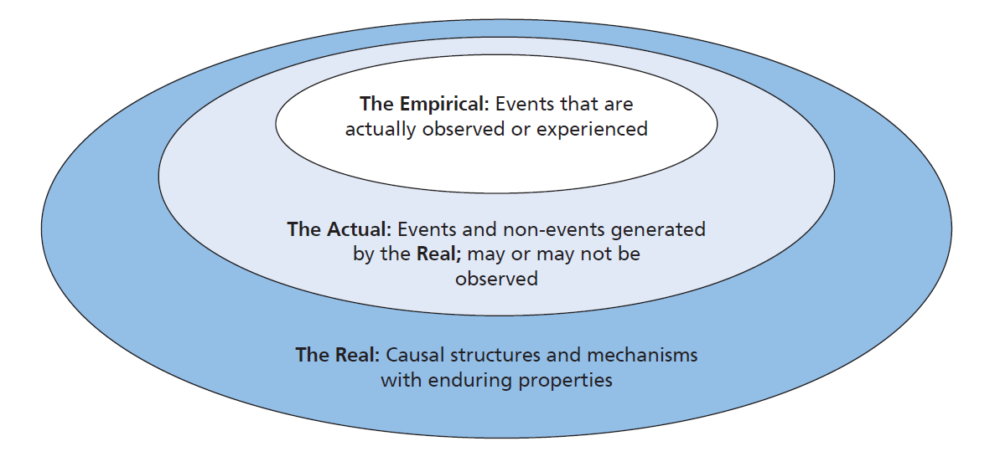 The Empirical: Events that are
actually observed or experienced
The Actual: Events and non-events generated
by the Real; may or may not be
observed
The Real: Causal structures and mechanisms
with enduring properties